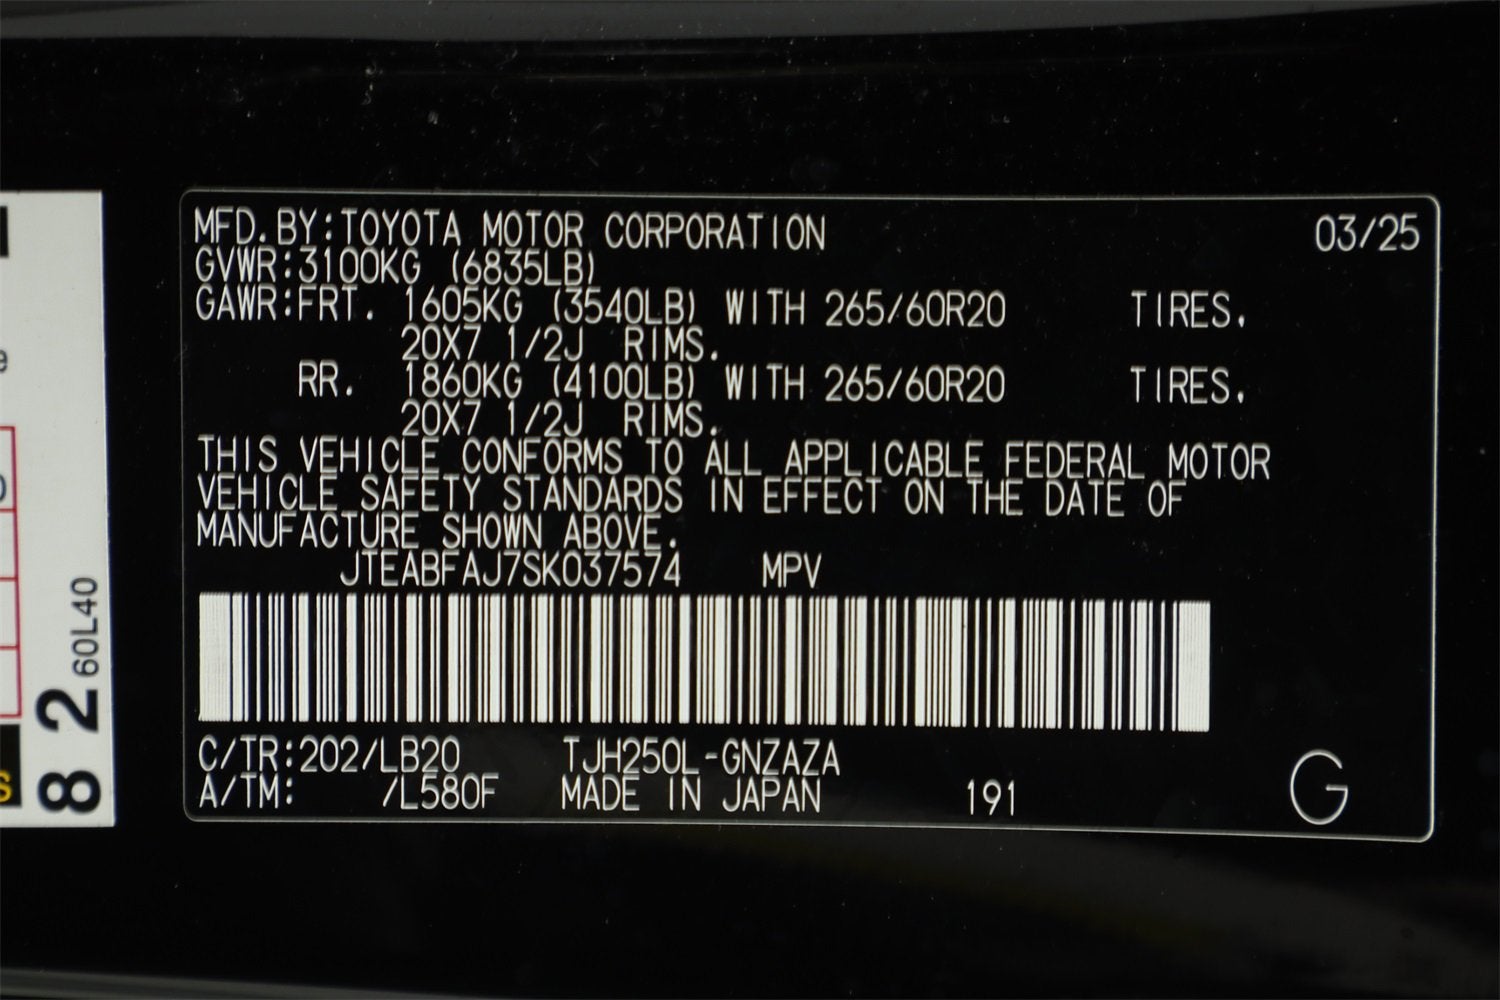 MFD.BY:TOYOTA MOTOR CORPORATION 03/25
GVWR:3100KG (6835LB)
GAWR:FRT. 1605KG (3540LB) WITH 265/60R20 TIRES.
20X7 1/2J RIMS.
RR. 1860KG (4100LB) WITH 265/60R20 TIRES.
20X7 1/2J RIMS.
THIS VEHICLE CONFORMS TO ALL APPLICABLE FEDERAL MOTOR
VEHICLE SAFETY STANDARDS IN EFFECT ON THE DATE OF
MANUFACTURE SHOWN ABOVE.
JTEABFAJ7SK037574 MPV
C/TR:202/LB20 TJH250L-GNZAZA
A/TM: /L580F MADE IN JAPAN 191
G
82 60L40